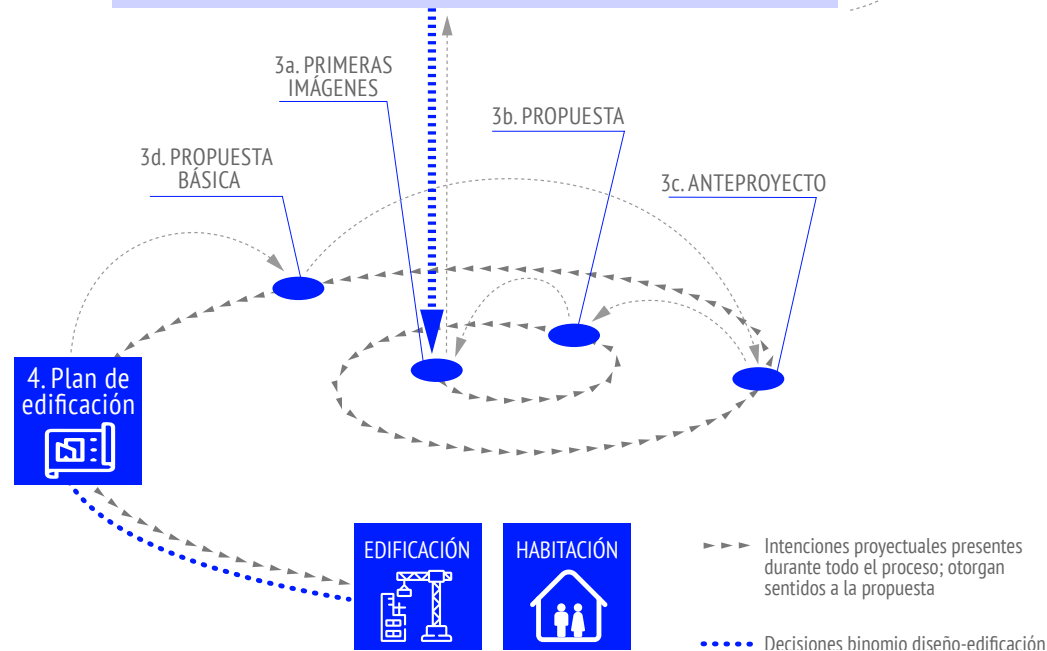 3a. PRIMERAS
IMÁGENES
3b. PROPUESTA
3d. PROPUESTA
BÁSICA
3c. ANTEPROYECTO
4. Plan de
edificación
EDIFICACIÓN
HABITACIÓN
Intenciones proyectuales presentes
durante todo el proceso; otorgan
sentidos a la propuesta
Decisiones binomio diseño-edificación